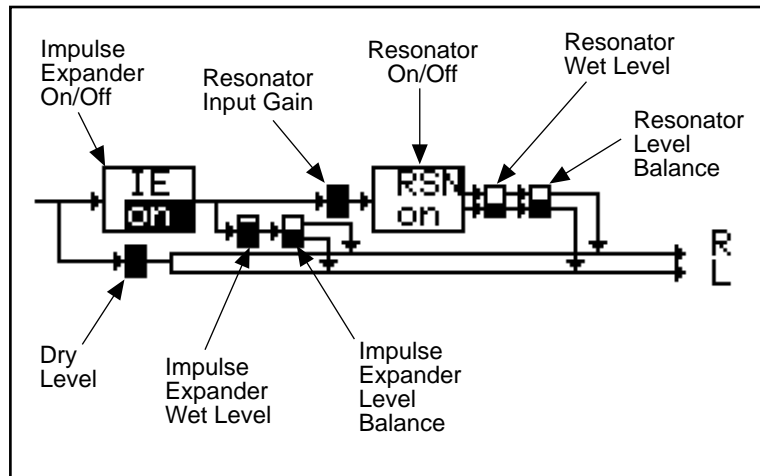 Impulse
Expander
On/Off
Resonator
Input Gain
Resonator
On/Off
Resonator
Wet Level
Resonator
Level
Balance
IE
on
RSN
on
R
L
Dry
Level
Impulse
Expander
Wet Level
Impulse
Expander
Level
Balance